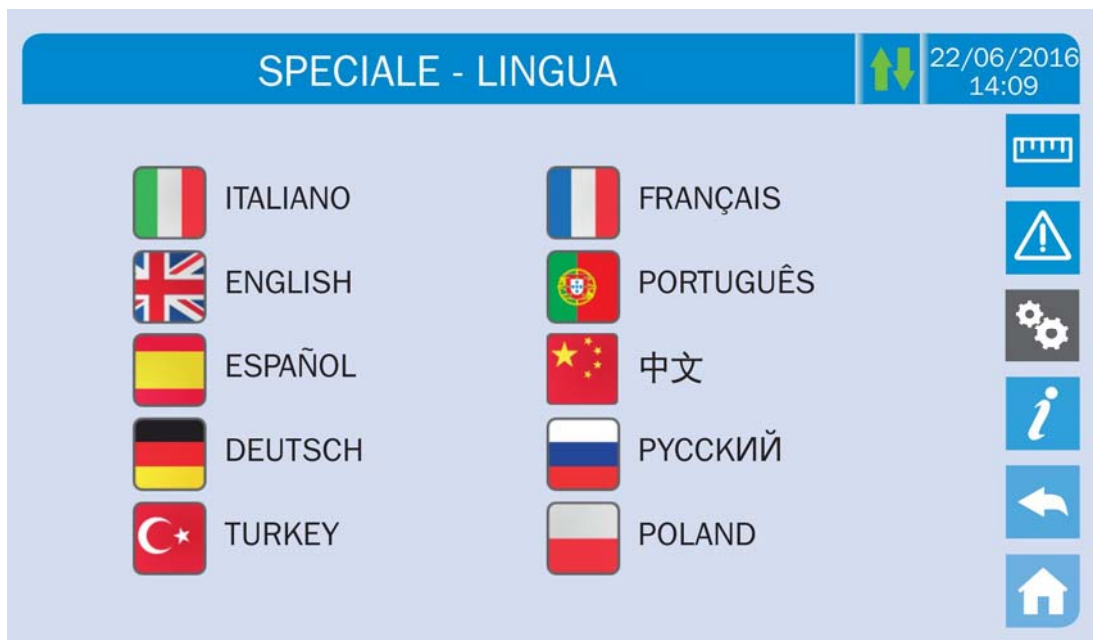 SPECIALE - LINGUA
22/06/2016
14:09
ITALIANO
FRANÇAIS
ENGLISH
PORTUGUÊS
ESPAÑOL
中文
DEUTSCH
РУССКИЙ
TURKEY
POLAND